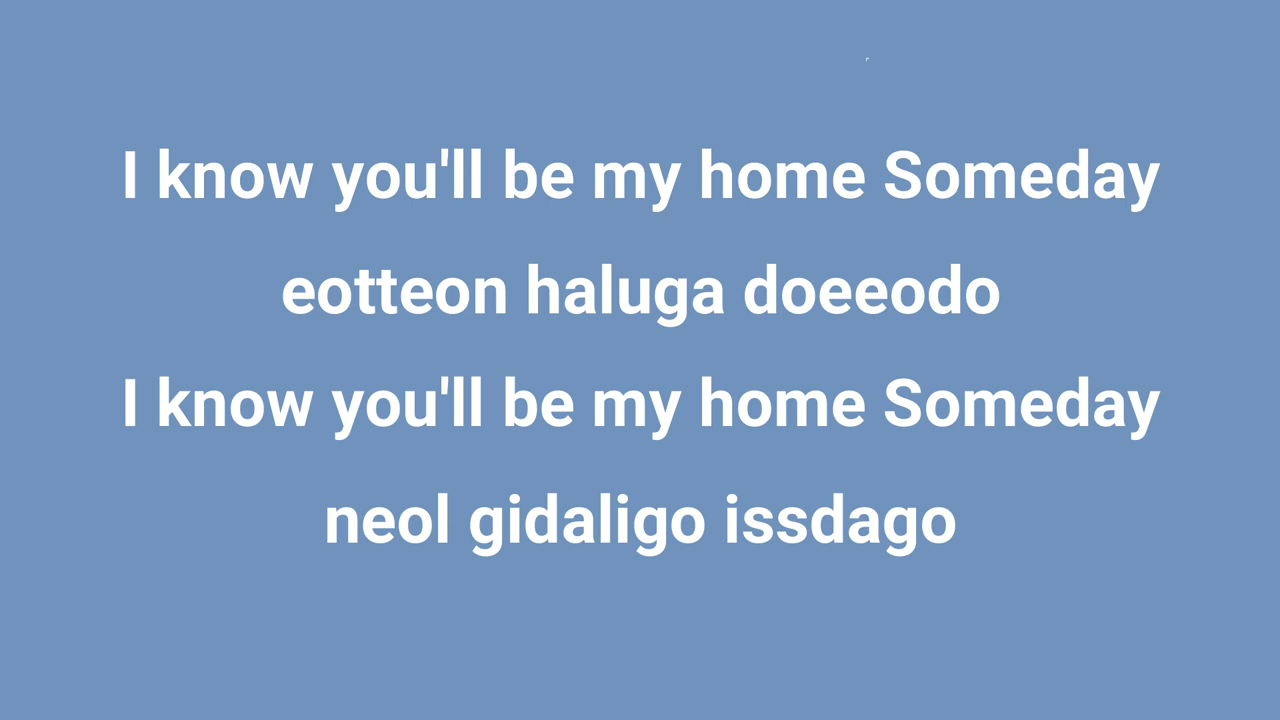 I know you'll be my home Someday
eotteon haluga doeeodo
I know you'll be my home Someday
neol gidaligo issdago